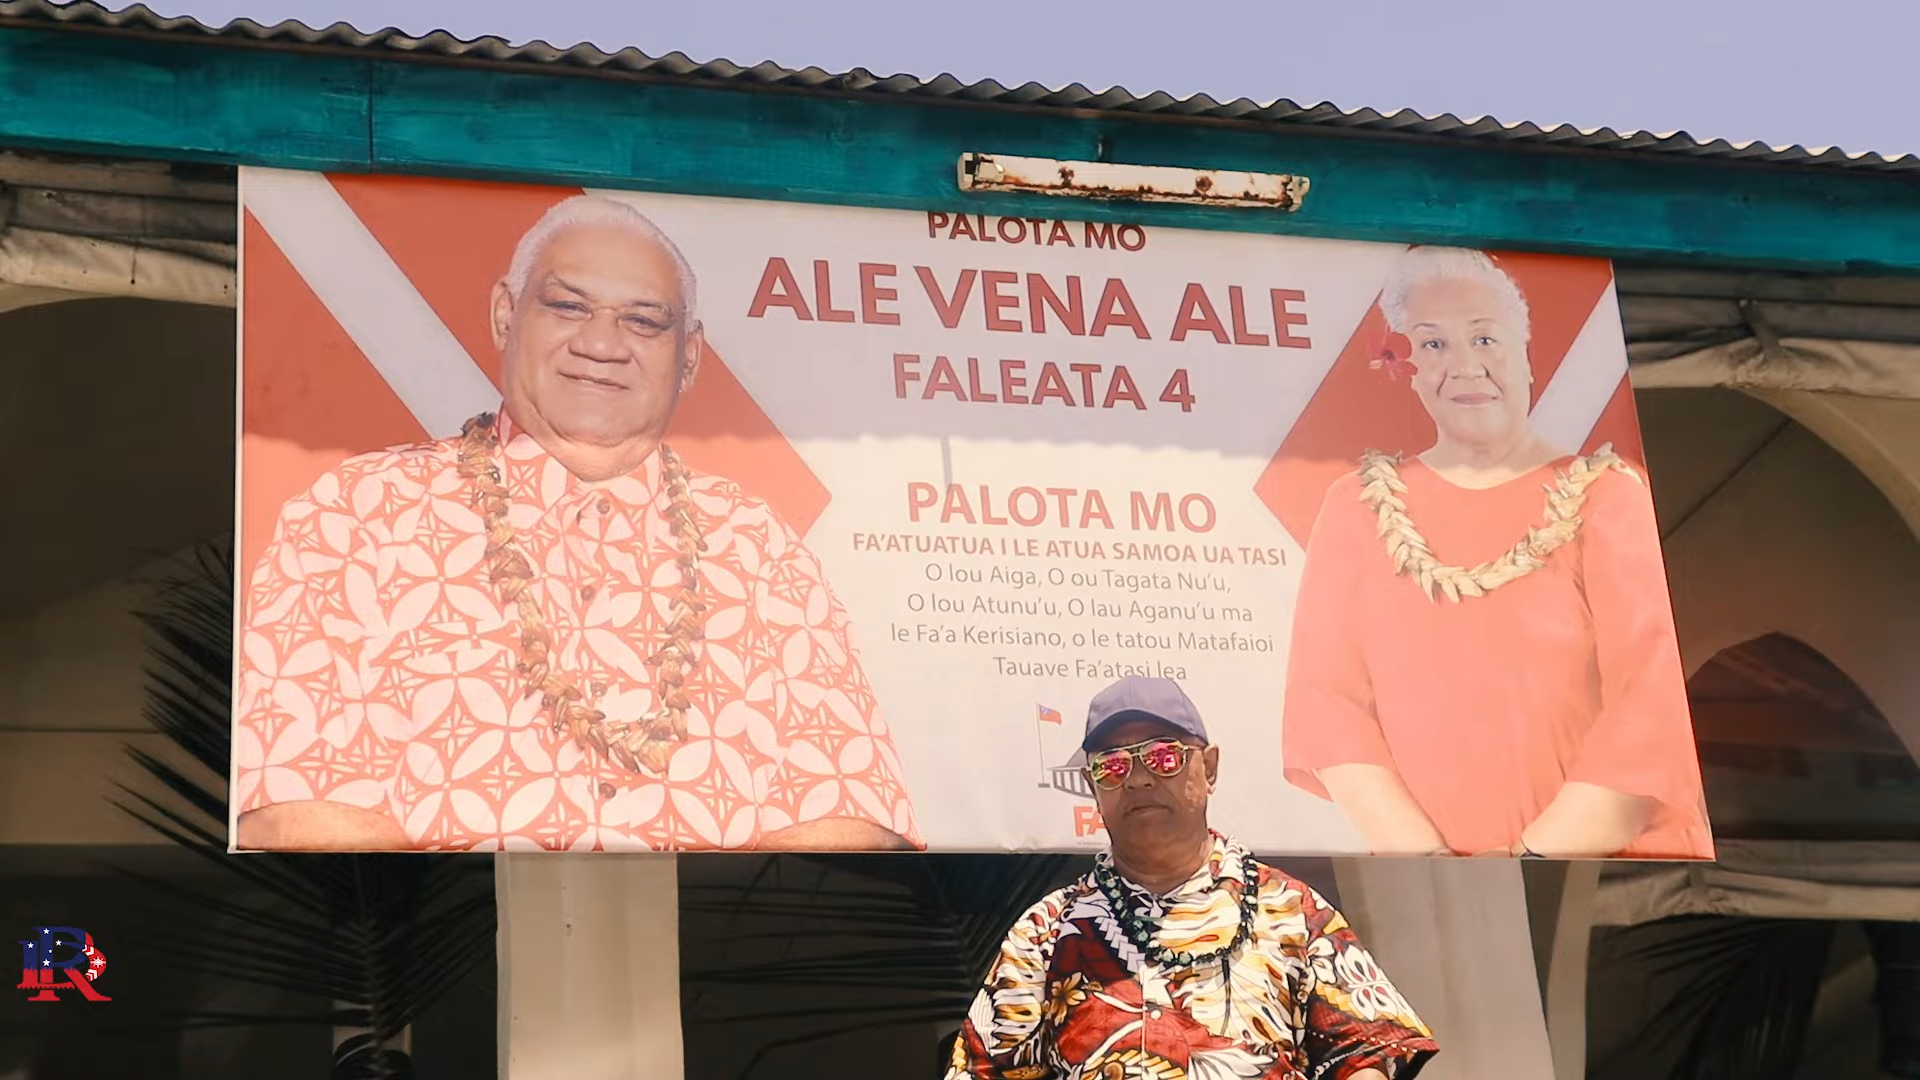 PALOTA MO
ALE VENA ALE
FALEATA 4
PALOTA MO
FA'ATUATUA I LE ATUA SAMOA UA TASI
O lou Aiga, O ou Tagata Nu'u,
O lou Atunu'u, O lau Aganu'u ma
le Fa'a Kerisiano, o le tatou Matafaioi
Tauave Fa'atasi lea